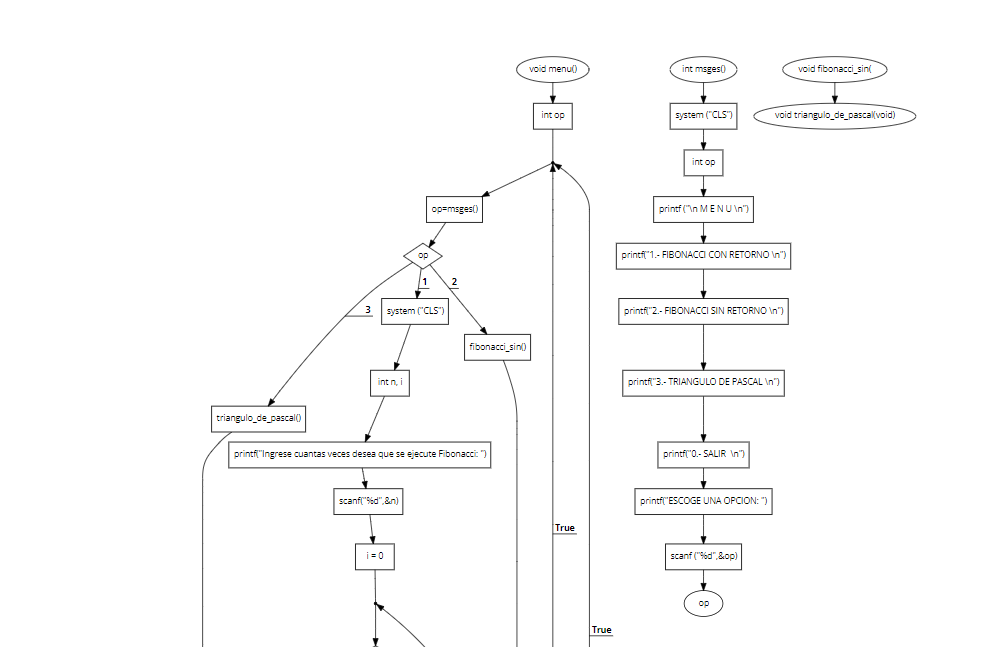 void menu()
int op
op=msges()
op
1
2
3
system ("CLS")
fibonacci_sin()
int n, i
triangulo_de_pascal()
printf("Ingrese cuantas veces desea que se ejecute Fibonacci: ")
scanf("%d",&n)
i = 0
True
True
int msges()
system ("CLS")
int op
printf ("\n M E N U \n")
printf("1.- FIBONACCI CON RETORNO \n")
printf("2.- FIBONACCI SIN RETORNO \n")
printf("3.- TRIANGULO DE PASCAL \n")
printf("0.- SALIR \n")
printf("ESCOGE UNA OPCION: ")
scanf ("%d",&op)
op
void fibonacci_sin(
void triangulo_de_pascal(void)